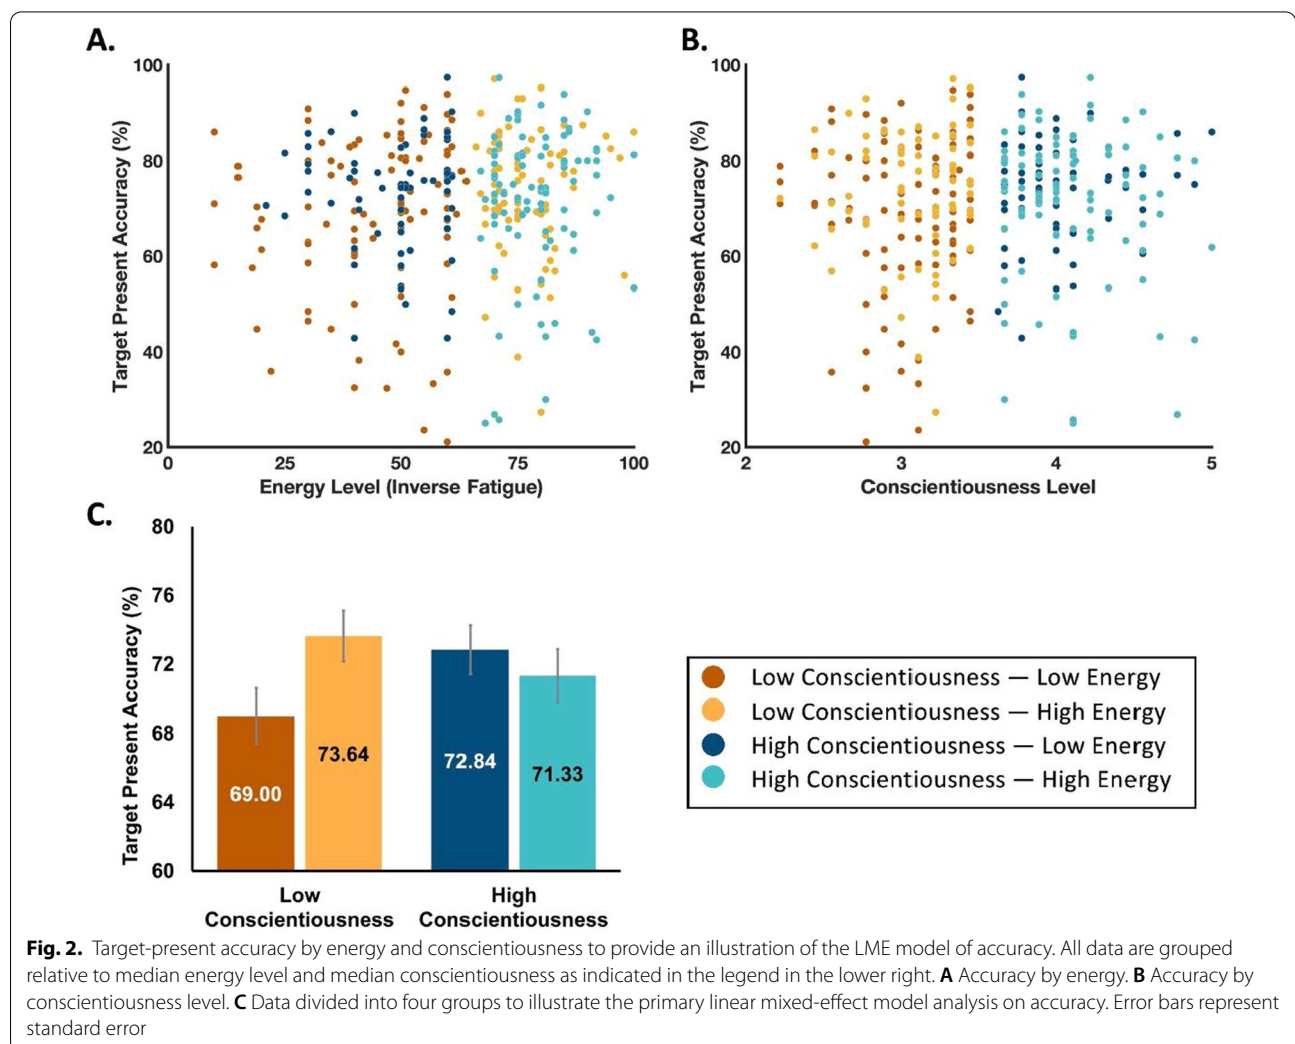 A.
100
80
60
40
20
Target Present Accuracy (%)
0 25 50 75 100
Energy Level (Inverse Fatigue)
B.
100
80
60
40
20
Target Present Accuracy (%)
2 3 4 5
Conscientiousness Level
C.
80
76
72
68
64
60
Target Present Accuracy (%)
69.00
73.64
72.84
71.33
Low
Conscientiousness
High
Conscientiousness
Low Conscientiousness — Low Energy
Low Conscientiousness — High Energy
High Conscientiousness — Low Energy
High Conscientiousness — High Energy
Fig. 2. Target-present accuracy by energy and conscientiousness to provide an illustration of the LME model of accuracy. All data are grouped
relative to median energy level and median conscientiousness as indicated in the legend in the lower right. A Accuracy by energy. B Accuracy by
conscientiousness level. C Data divided into four groups to illustrate the primary linear mixed-effect model analysis on accuracy. Error bars represent
standard error